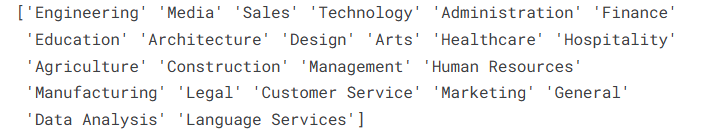 ['Engineering' 'Media' 'Sales' 'Technology' 'Administration' 'Finance'
'Education' 'Architecture' 'Design' 'Arts' 'Healthcare' 'Hospitality'
'Agriculture' 'Construction' 'Management' 'Human Resources'
'Manufacturing' 'Legal' 'Customer Service' 'Marketing' 'General'
'Data Analysis' 'Language Services']